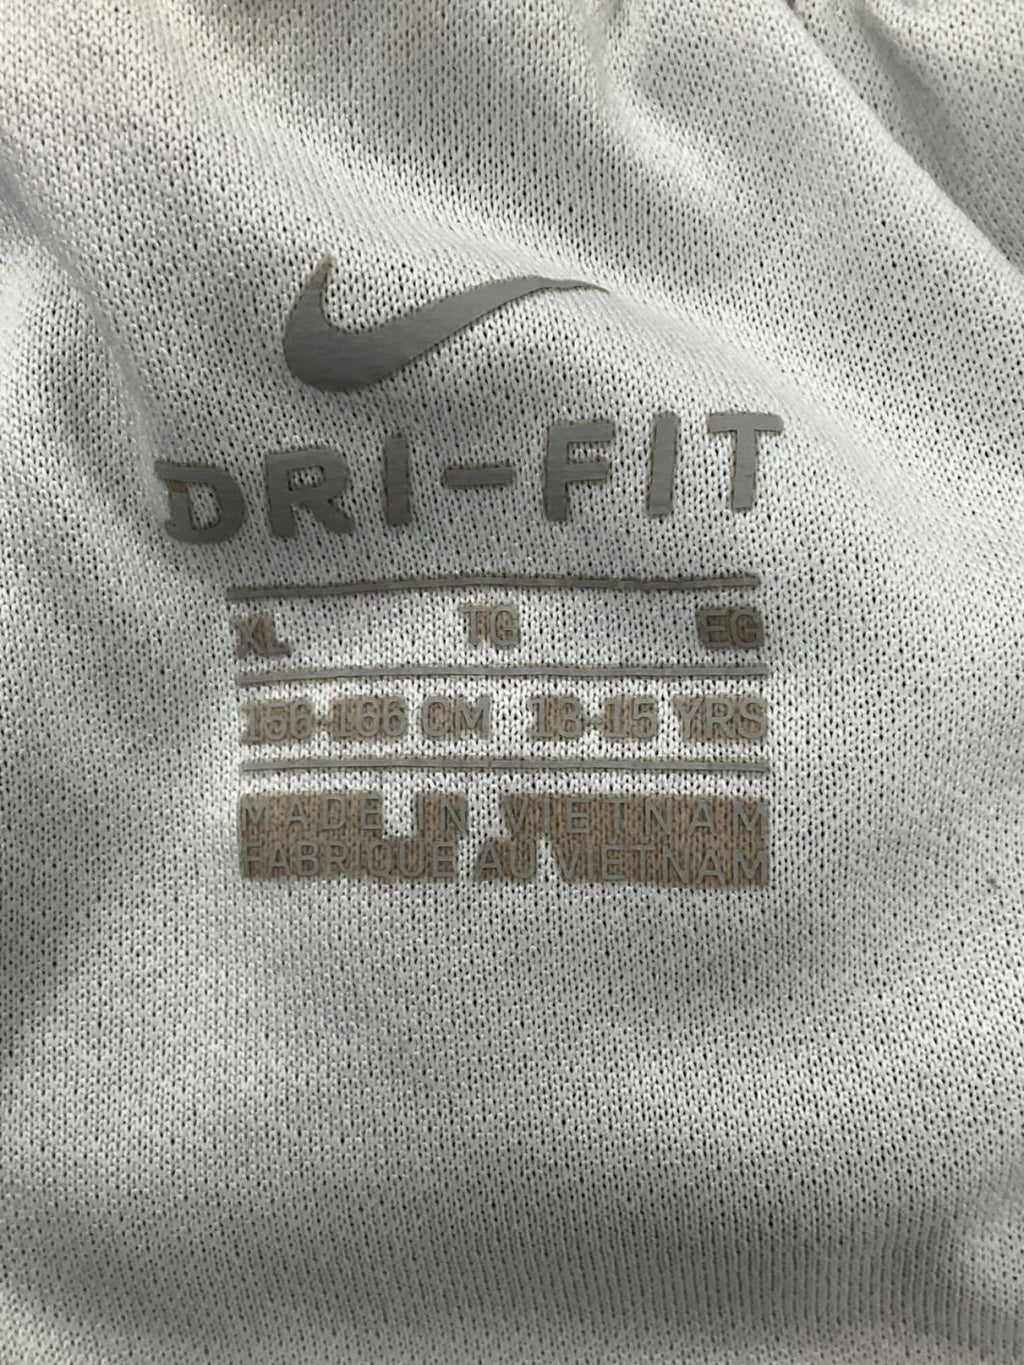 DRI-FIT
XL TG EG
156-166 CM 13-15 YRS
MADE IN VIETNAM
FABRIQUE AU VIETNAM